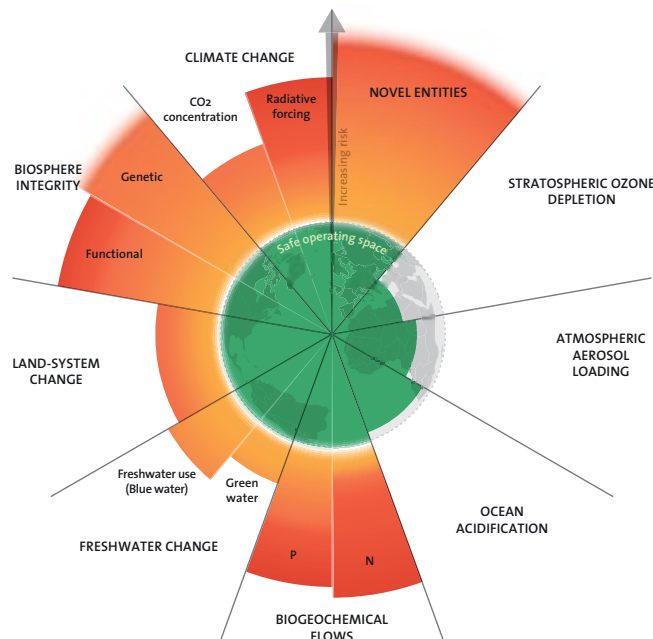 CLIMATE CHANGE
CO2
concentration
Radiative
forcing
NOVEL ENTITIES
Increasing risk
BIOSPHERE
INTEGRITY
Genetic
Functional
STRATOSPHERIC OZONE
DEPLETION
Safe operating space
LAND-SYSTEM
CHANGE
ATMOSPHERIC
AEROSOL
LOADING
Freshwater use
(Blue water)
Green
water
FRESHWATER CHANGE
OCEAN
ACIDIFICATION
P
N
BIOGEOCHEMICAL
FLOWS